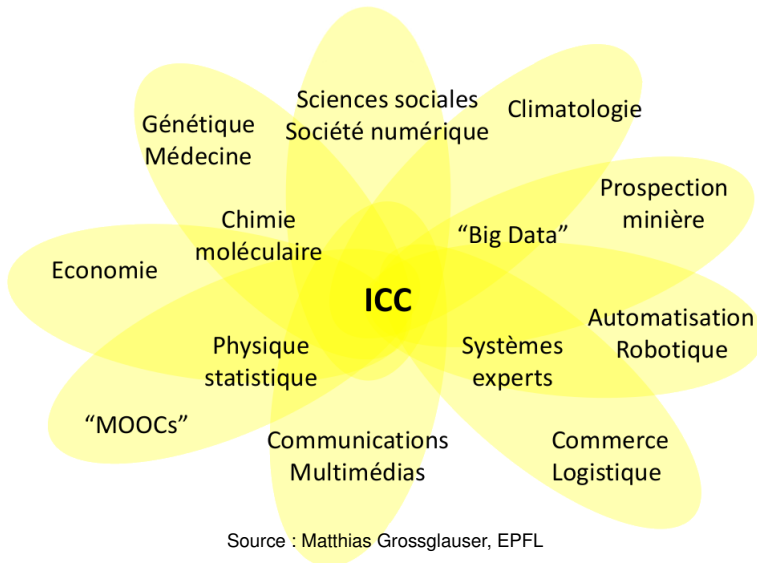 Sciences sociales
Société numérique
Climatologie
Génétique
Médecine
Prospection
minière
Chimie
moléculaire
“Big Data”
Economie
ICC
Automatisation
Robotique
Physique
statistique
Systèmes
experts
“MOOCs”
Communications
Multimédias
Commerce
Logistique
Source : Matthias Grossglauser, EPFL